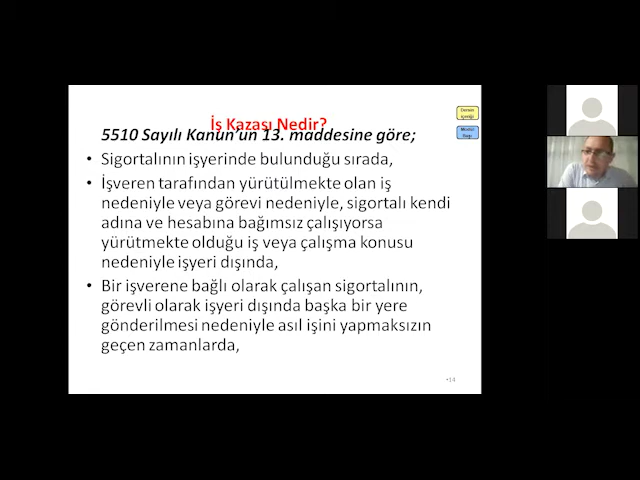 İş Kazası Nedir?
5510 Sayılı Kanun'un 13. maddesine göre;
• Sigortalının işyerinde bulunduğu sırada,
• İşveren tarafından yürütülmekte olan iş
nedeniyle veya görevi nedeniyle, sigortalı kendi
adına ve hesabına bağımsız çalışıyorsa
yürütmekte olduğu iş veya çalışma konusu
nedeniyle işyeri dışında,
• Bir işverene bağlı olarak çalışan sigortalının,
görevli olarak işyeri dışında başka bir yere
gönderilmesi nedeniyle asıl işini yapmaksızın
geçen zamanlarda,
•14